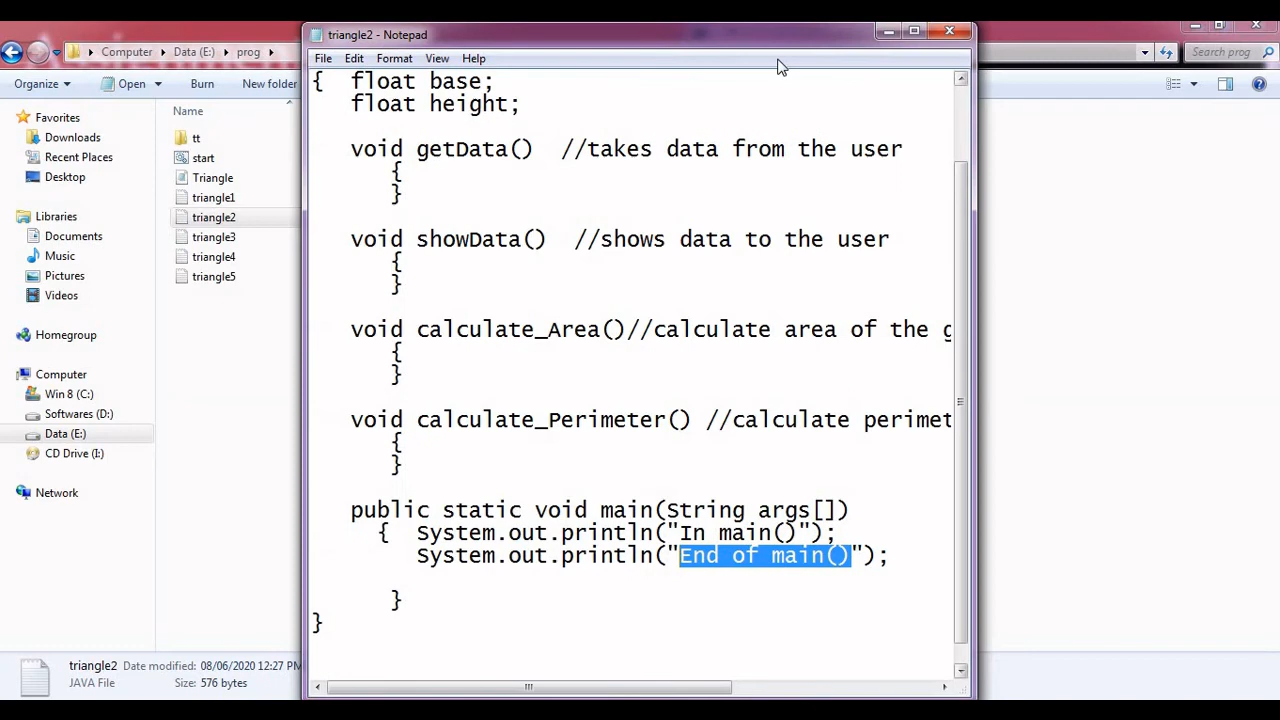 triangle2 - Notepad
Computer Data (E:) prog
Search prog
File Edit Format View Help
Organize Open Burn New folder
Name
Favorites
Downloads
Recent Places
Desktop
Libraries
Documents
Music
Pictures
Videos
Homegroup
Computer
Win 8 (C:)
Softwares (D:)
Data (E:)
CD Drive (I:)
Network
tt
start
Triangle
triangle1
triangle2
triangle3
triangle4
triangle5
{ float base;
float height;
void getData() //takes data from the user
{
}
void showData() //shows data to the user
{
}
void calculate_Area()//calculate area of the g
{
}
void calculate_Perimeter() //calculate perimet
{
}
public static void main(String args[])
{ System.out.println("In main()");
System.out.println("End of main()");
}
}
triangle2 Date modified: 08/06/2020 12:27 PM
JAVA File Size: 576 bytes